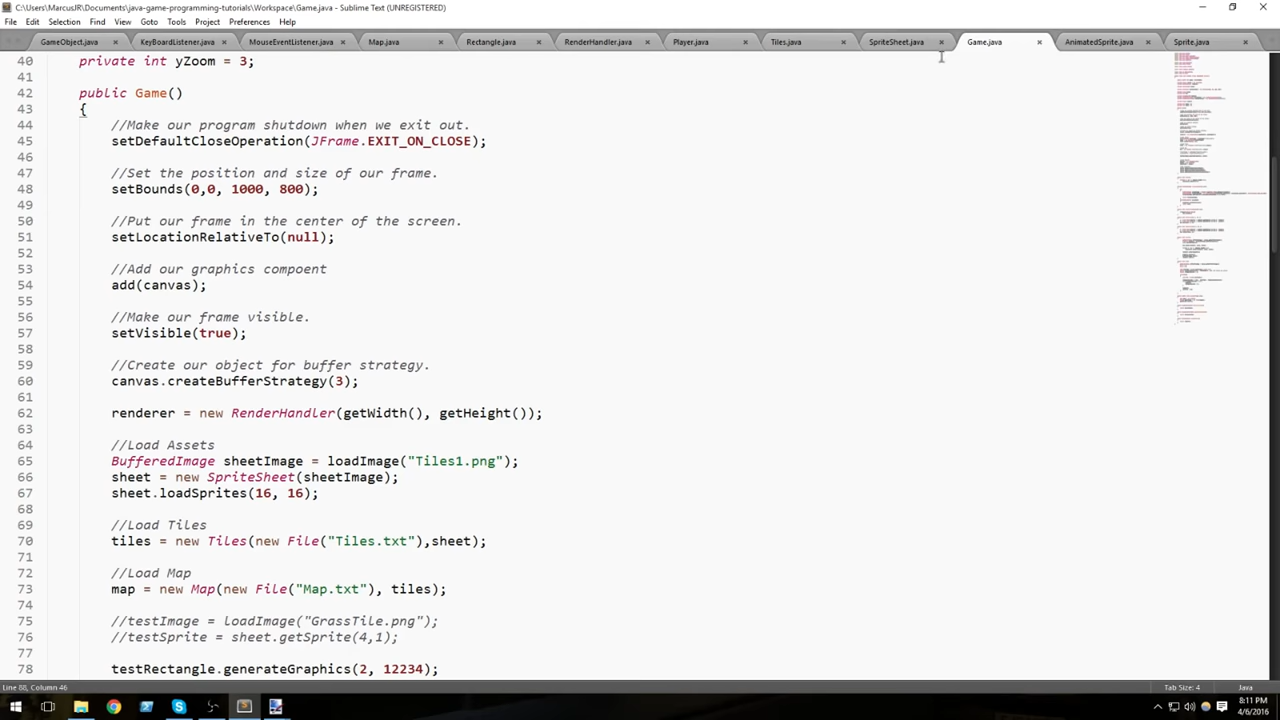 C:\Users\MarcusJR\Documents\java-game-programming-tutorials\Workspace\Game.java - Sublime Text (UNREGISTERED)
File Edit Selection Find View Goto Tools Project Preferences Help
GameObject.java KeyBoardListener.java MouseEventListener.java Map.java Rectangle.java RenderHandler.java Player.java Tiles.java SpriteSheet.java Game.java AnimatedSprite.java Sprite.java
40 private int yZoom = 3;
41
42 public Game()
43 {
44 //Make our program shutdown when we exit out.
45 setDefaultCloseOperation(JFrame.EXIT_ON_CLOSE);
46
47 //Set the position and size of our frame.
48 setBounds(0,0, 1000, 800);
49
50 //Put our frame in the center of the screen.
51 setLocationRelativeTo(null);
52
53 //Add our graphics compoent
54 add(canvas);
55
56 //Make our frame visible.
57 setVisible(true);
58
59 //Create our object for buffer strategy.
60 canvas.createBufferStrategy(3);
61
62 renderer = new RenderHandler(getWidth(), getHeight());
63
64 //Load Assets
65 BufferedImage sheetImage = loadImage("Tiles1.png");
66 sheet = new SpriteSheet(sheetImage);
67 sheet.loadSprites(16, 16);
68
69 //Load Tiles
70 tiles = new Tiles(new File("Tiles.txt"),sheet);
71
72 //Load Map
73 map = new Map(new File("Map.txt"), tiles);
74
75 //testImage = loadImage("GrassTile.png");
76 //testSprite = sheet.getSprite(4,1);
77
78 testRectangle.generateGraphics(2, 12234);
Line 88, Column 46 Tab Size: 4 Java
8:11 PM
4/6/2016